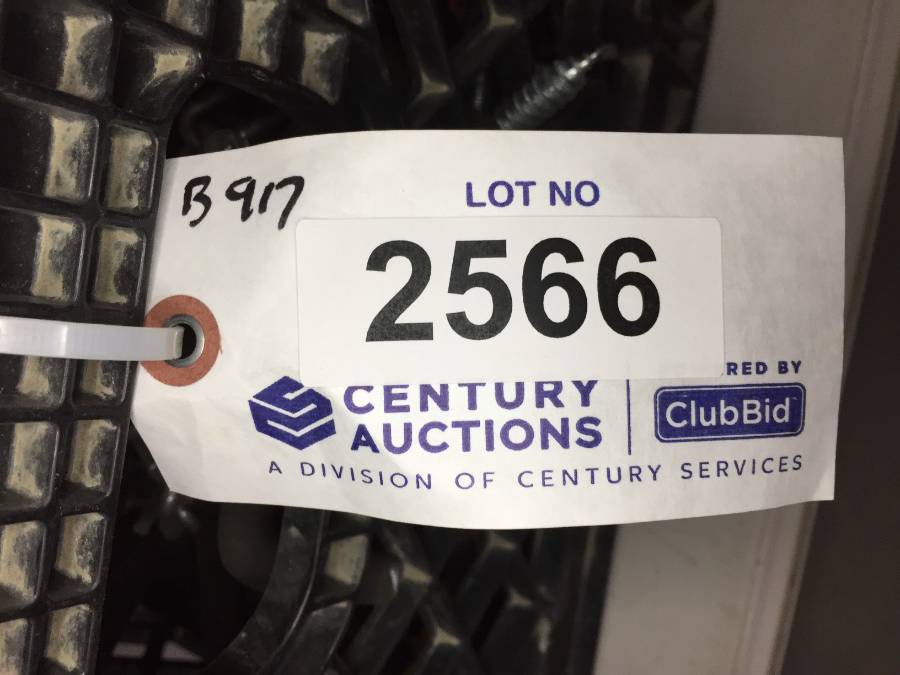 B917
LOT NO
2566
CENTURY
AUCTIONS
RED BY
ClubBid
A DIVISION OF CENTURY SERVICES